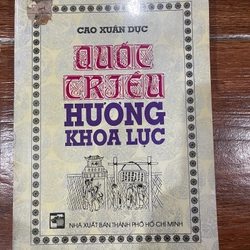 CAO XUÂN DỤC
QUỐC
TRIỀU
HƯƠNG
KHOA LỤC
NHÀ XUẤT BẢN THÀNH PHỐ HỒ CHÍ MINH